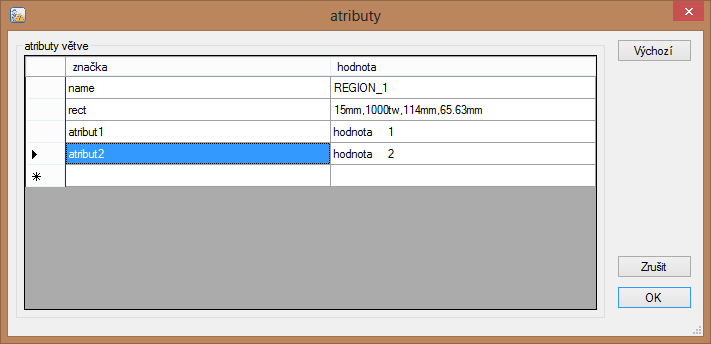 atributy
atributy větve
značka hodnota
name REGION_1
rect 15mm,1000tw,114mm,65.63mm
atribut1 hodnota 1
atribut2 hodnota 2
Výchozí
Zrušit
OK